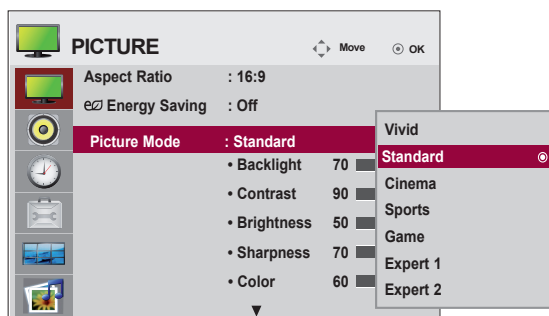 PICTURE Move OK
Aspect Ratio : 16:9
Energy Saving : Off
Picture Mode : Standard
• Backlight 70
• Contrast 90
• Brightness 50
• Sharpness 70
• Color 60
Vivid
Standard
Cinema
Sports
Game
Expert 1
Expert 2